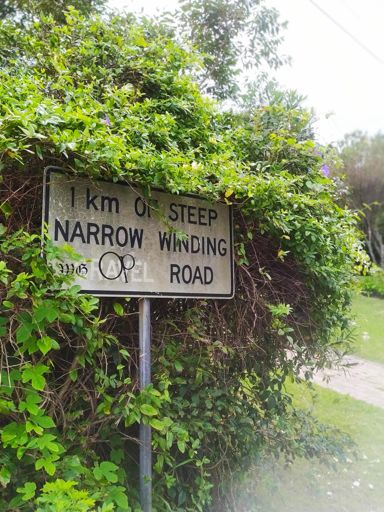 1 km OF STEEP
NARROW WINDING
ROAD